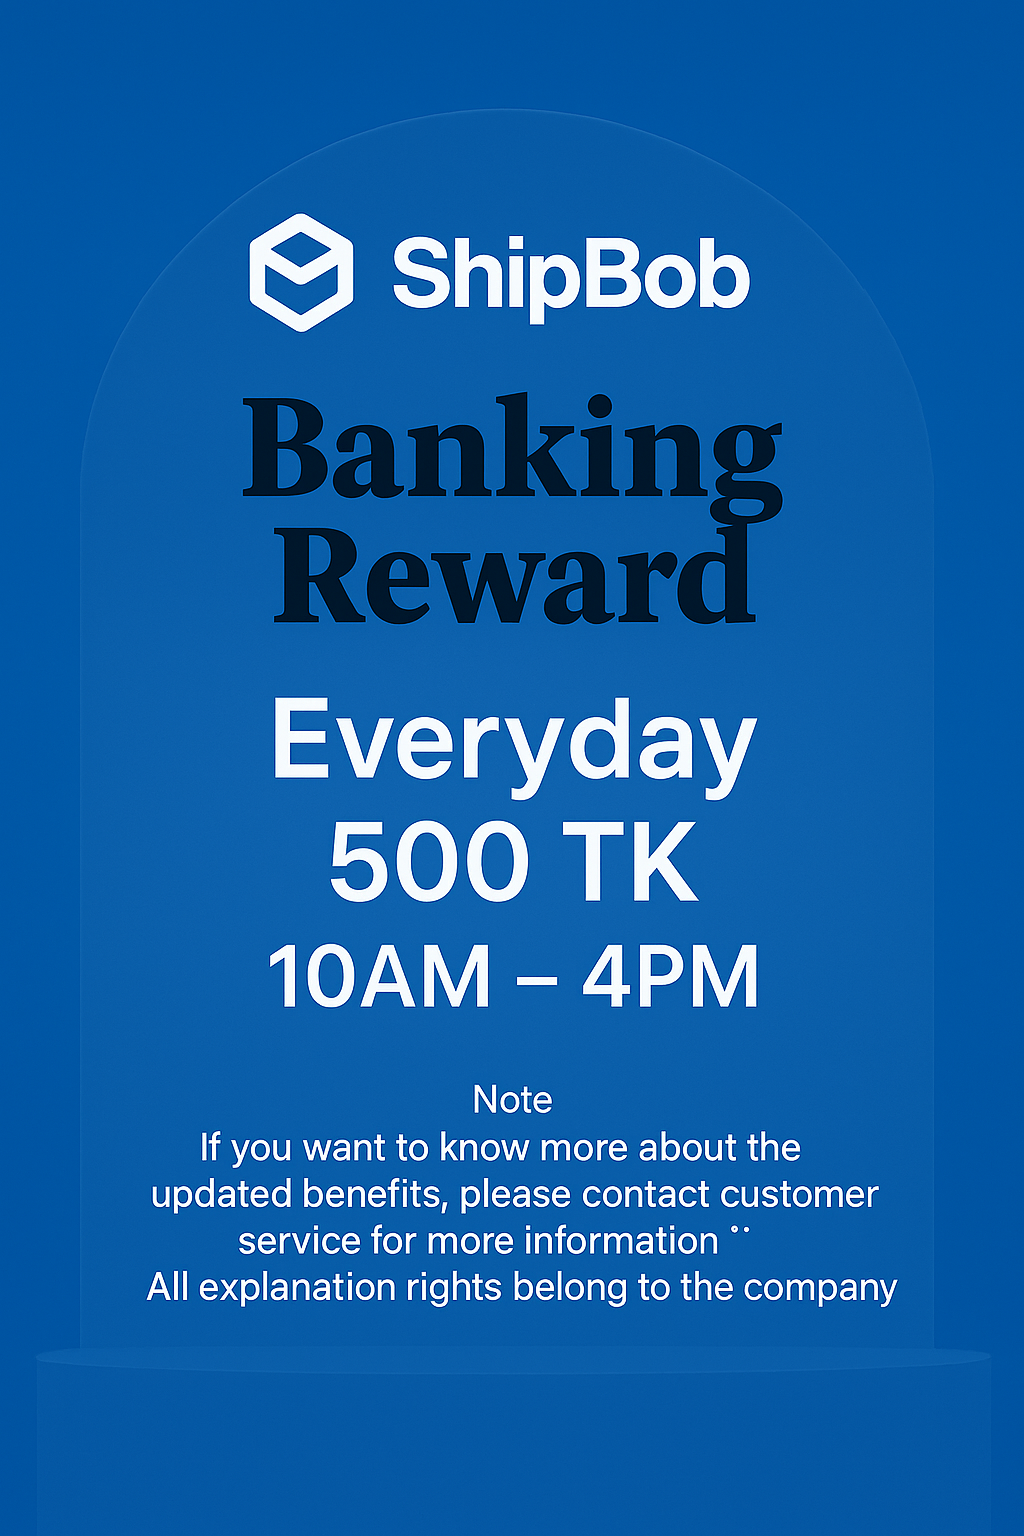 ShipBob
Banking
Reward
Everyday
500 TK
10AM – 4PM
Note
If you want to know more about the
updated benefits, please contact customer
service for more information °°
All explanation rights belong to the company